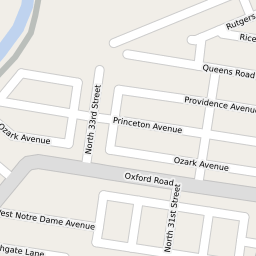 Rutgers
Rice
Queens Road
Providence Avenue
North 33rd Street
Princeton Avenue
Ozark Avenue
Ozark Avenue
Oxford Road
North 31st Street
West Notre Dame Avenue
hgate Lane